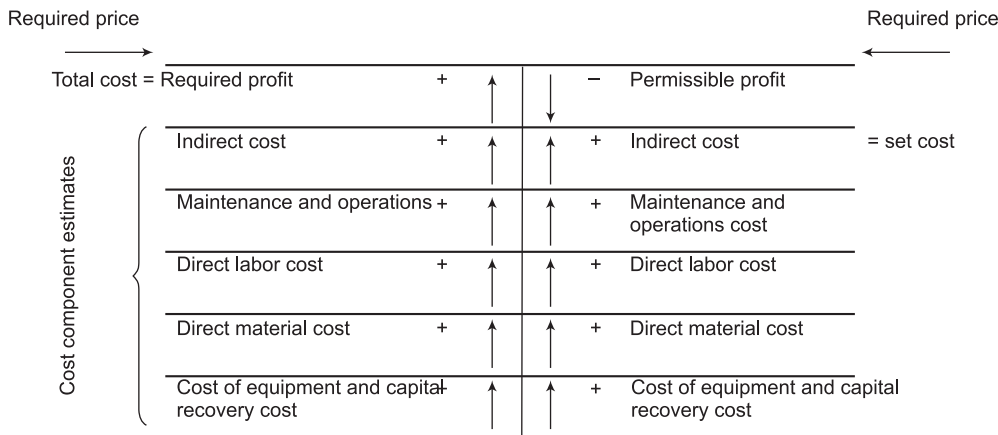 Required price
Required price
Total cost = Required profit + − Permissible profit
Cost component estimates
Indirect cost + + Indirect cost = set cost
Maintenance and operations + + Maintenance and
operations cost
Direct labor cost + + Direct labor cost
Direct material cost + + Direct material cost
Cost of equipment and capital + + Cost of equipment and capital
recovery cost recovery cost